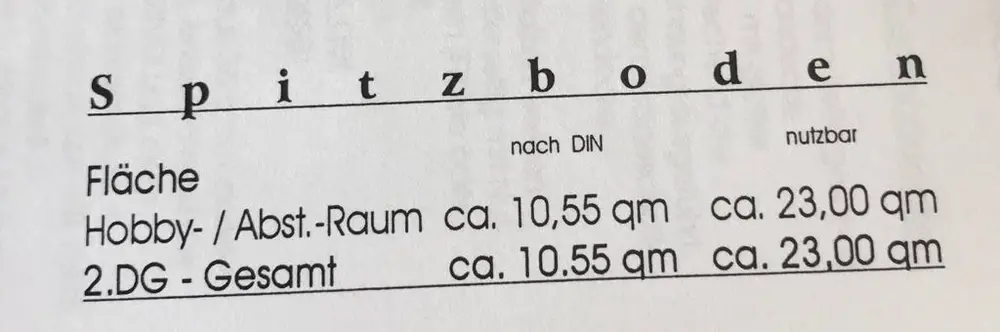 Spitzboden
nach DIN nutzbar
Fläche
Hobby- / Abst.-Raum ca. 10,55 qm ca. 23,00 qm
2.DG - Gesamt ca. 10.55 qm ca. 23,00 qm